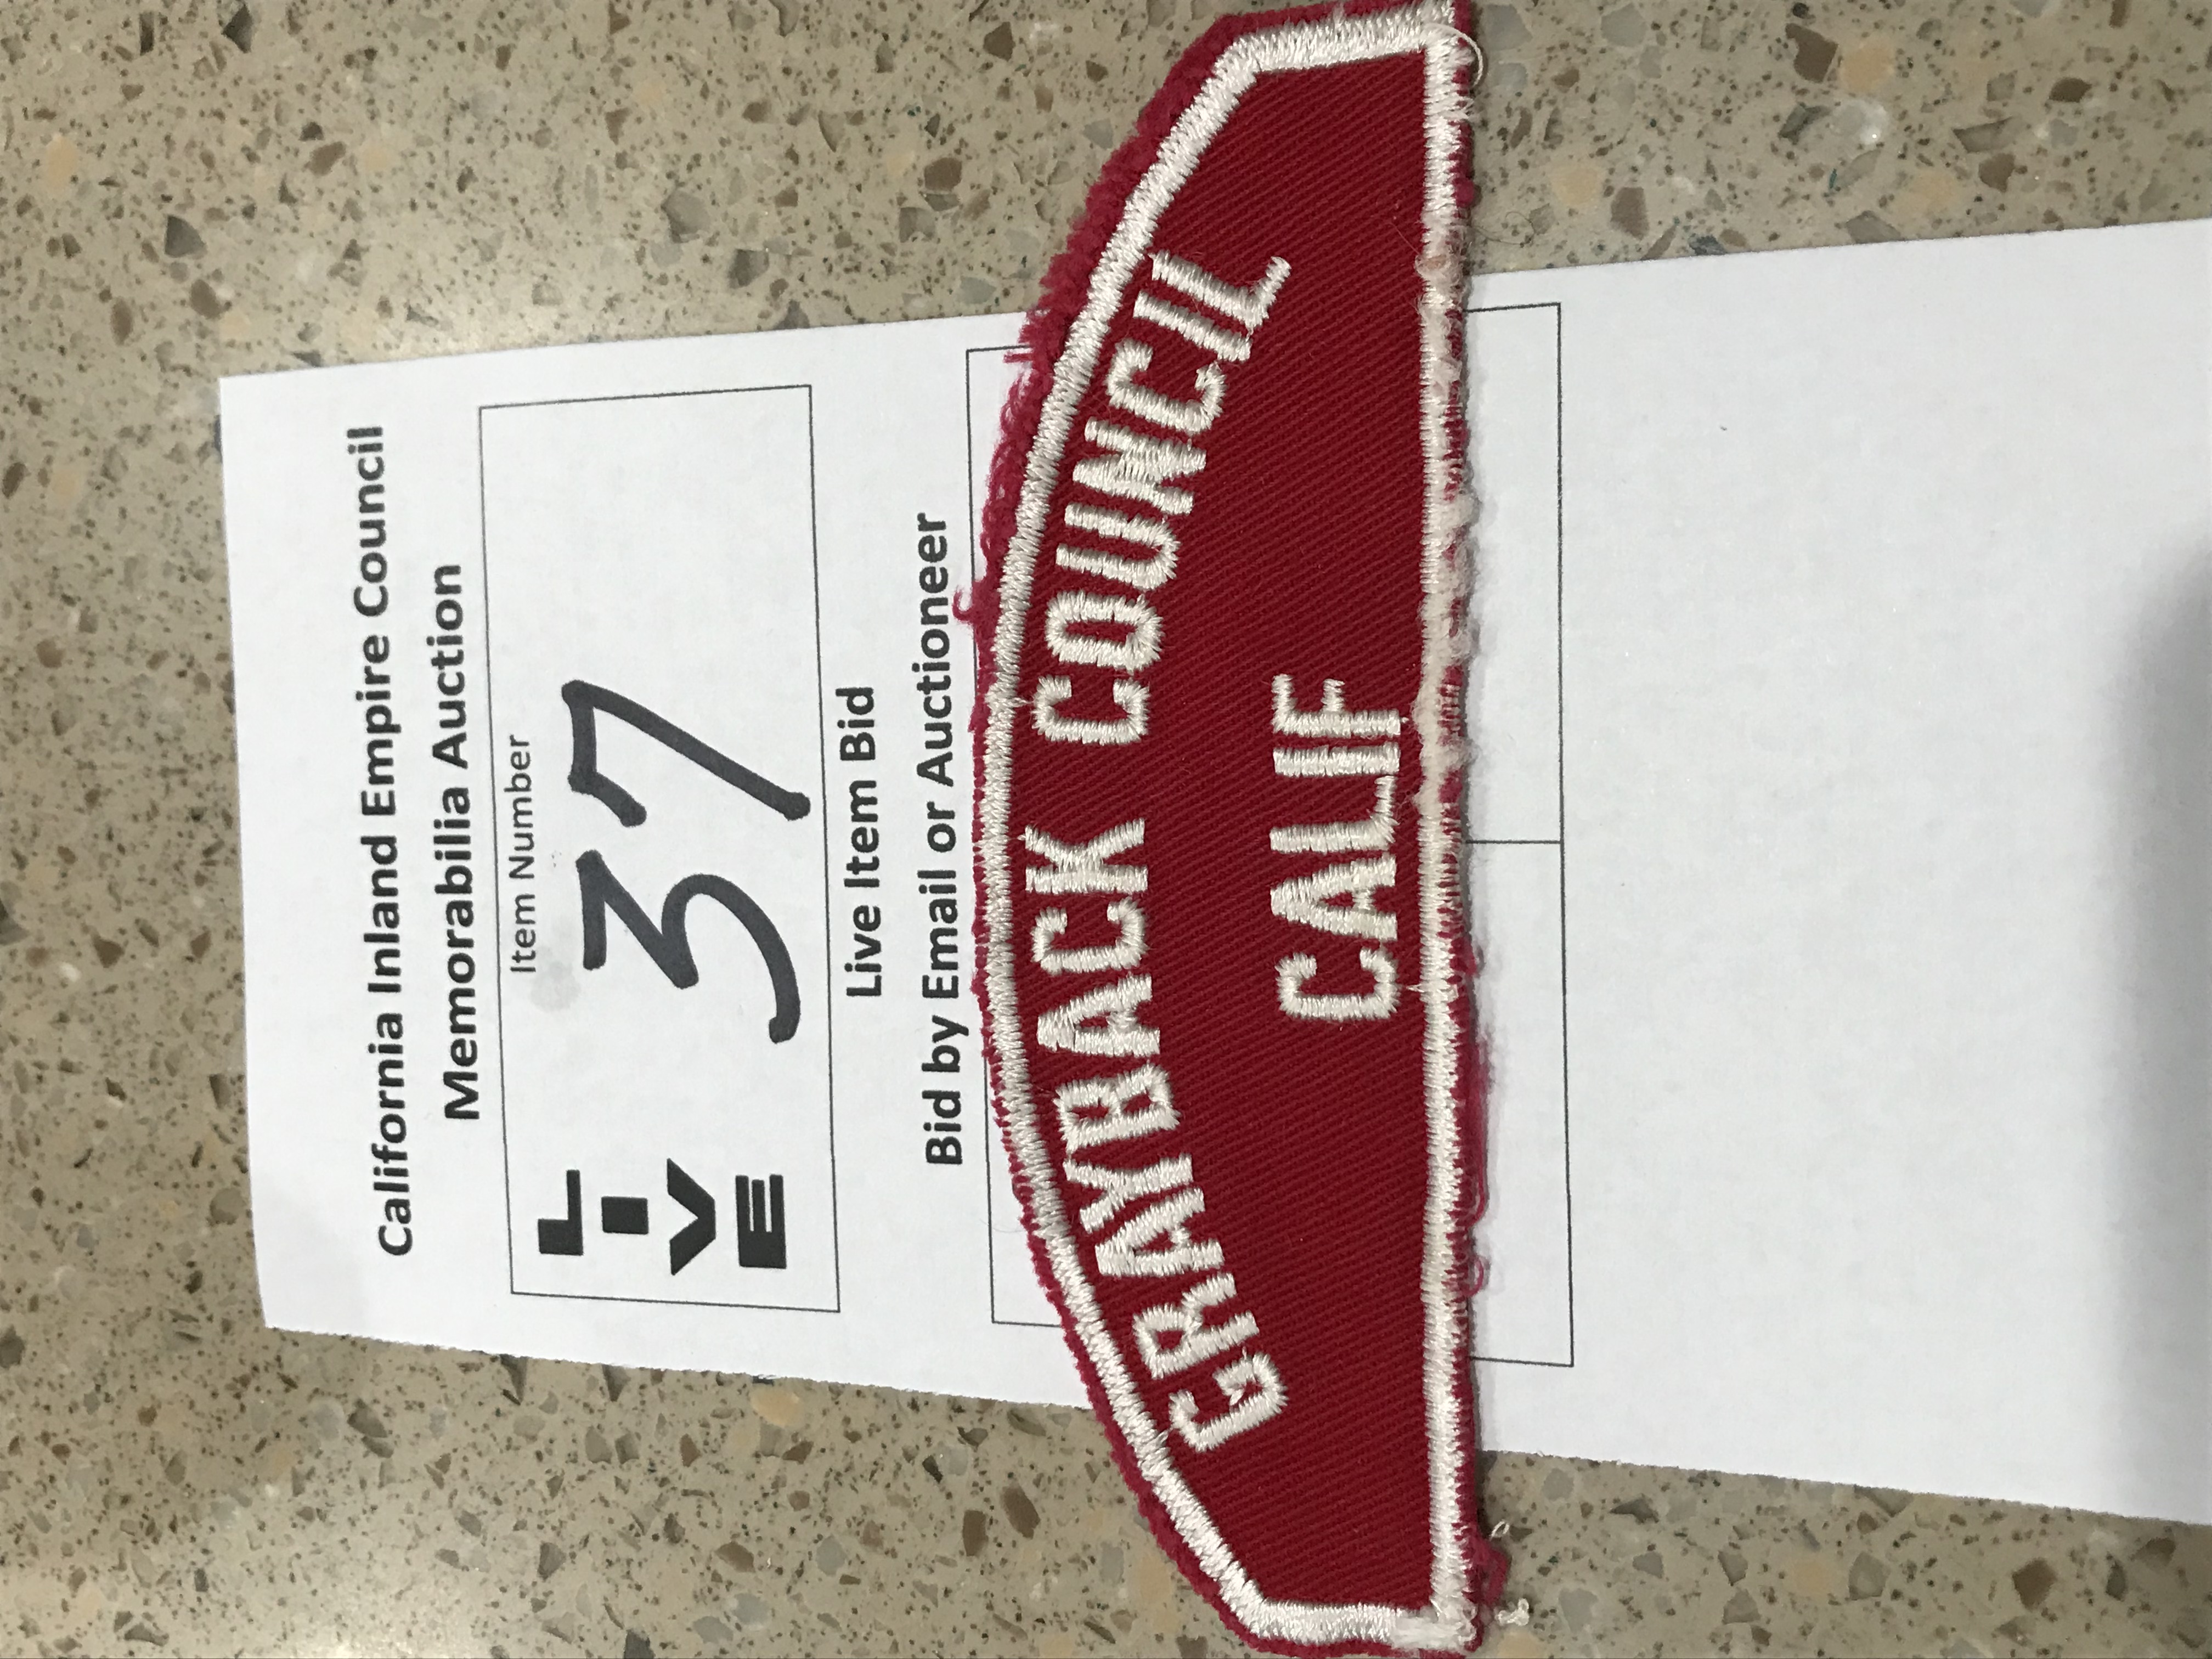 California Inland Empire Council
Memorabilia Auction
Item Number
LIVE
37
Live Item Bid
Bid by Email or Auctioneer
GRAYBACK COUNCIL
CALIF